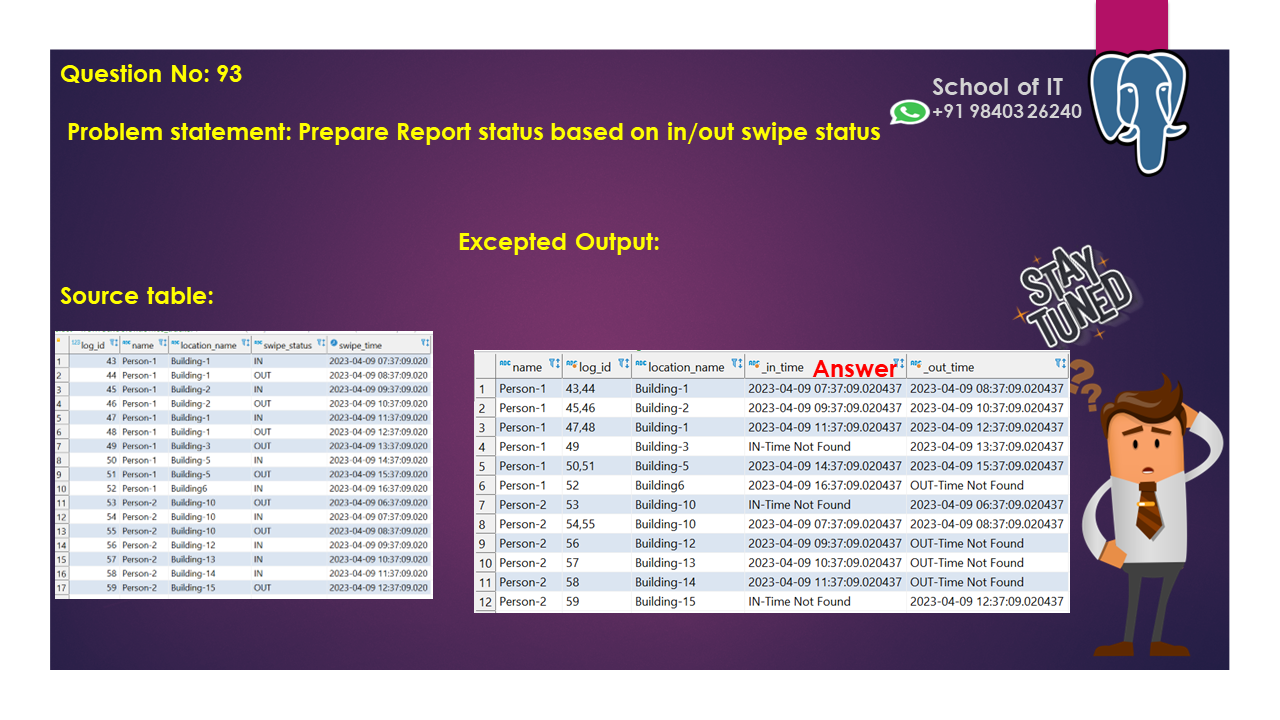 Question No: 93
School of IT
+91 98403 26240
Problem statement: Prepare Report status based on in/out swipe status
Excepted Output:
STAY TUNED
Source table:
log_id name location_name swipe_status swipe_time
1 43 Person-1 Building-1 IN 2023-04-09 07:37:09.020
2 44 Person-1 Building-1 OUT 2023-04-09 08:37:09.020
3 45 Person-1 Building-2 IN 2023-04-09 09:37:09.020
4 46 Person-1 Building-2 OUT 2023-04-09 10:37:09.020
5 47 Person-1 Building-1 IN 2023-04-09 11:37:09.020
6 48 Person-1 Building-1 OUT 2023-04-09 12:37:09.020
7 49 Person-1 Building-3 OUT 2023-04-09 13:37:09.020
8 50 Person-1 Building-5 IN 2023-04-09 14:37:09.020
9 51 Person-1 Building-5 OUT 2023-04-09 15:37:09.020
10 52 Person-1 Building6 IN 2023-04-09 16:37:09.020
11 53 Person-2 Building-10 OUT 2023-04-09 06:37:09.020
12 54 Person-2 Building-10 IN 2023-04-09 07:37:09.020
13 55 Person-2 Building-10 OUT 2023-04-09 08:37:09.020
14 56 Person-2 Building-12 IN 2023-04-09 09:37:09.020
15 57 Person-2 Building-13 IN 2023-04-09 10:37:09.020
16 58 Person-2 Building-14 IN 2023-04-09 11:37:09.020
17 59 Person-2 Building-15 OUT 2023-04-09 12:37:09.020
name log_id location_name _in_time Answer _out_time
1 Person-1 43,44 Building-1 2023-04-09 07:37:09.020437 2023-04-09 08:37:09.020437
2 Person-1 45,46 Building-2 2023-04-09 09:37:09.020437 2023-04-09 10:37:09.020437
3 Person-1 47,48 Building-1 2023-04-09 11:37:09.020437 2023-04-09 12:37:09.020437
4 Person-1 49 Building-3 IN-Time Not Found 2023-04-09 13:37:09.020437
5 Person-1 50,51 Building-5 2023-04-09 14:37:09.020437 2023-04-09 15:37:09.020437
6 Person-1 52 Building6 2023-04-09 16:37:09.020437 OUT-Time Not Found
7 Person-2 53 Building-10 IN-Time Not Found 2023-04-09 06:37:09.020437
8 Person-2 54,55 Building-10 2023-04-09 07:37:09.020437 2023-04-09 08:37:09.020437
9 Person-2 56 Building-12 2023-04-09 09:37:09.020437 OUT-Time Not Found
10 Person-2 57 Building-13 2023-04-09 10:37:09.020437 OUT-Time Not Found
11 Person-2 58 Building-14 2023-04-09 11:37:09.020437 OUT-Time Not Found
12 Person-2 59 Building-15 IN-Time Not Found 2023-04-09 12:37:09.020437